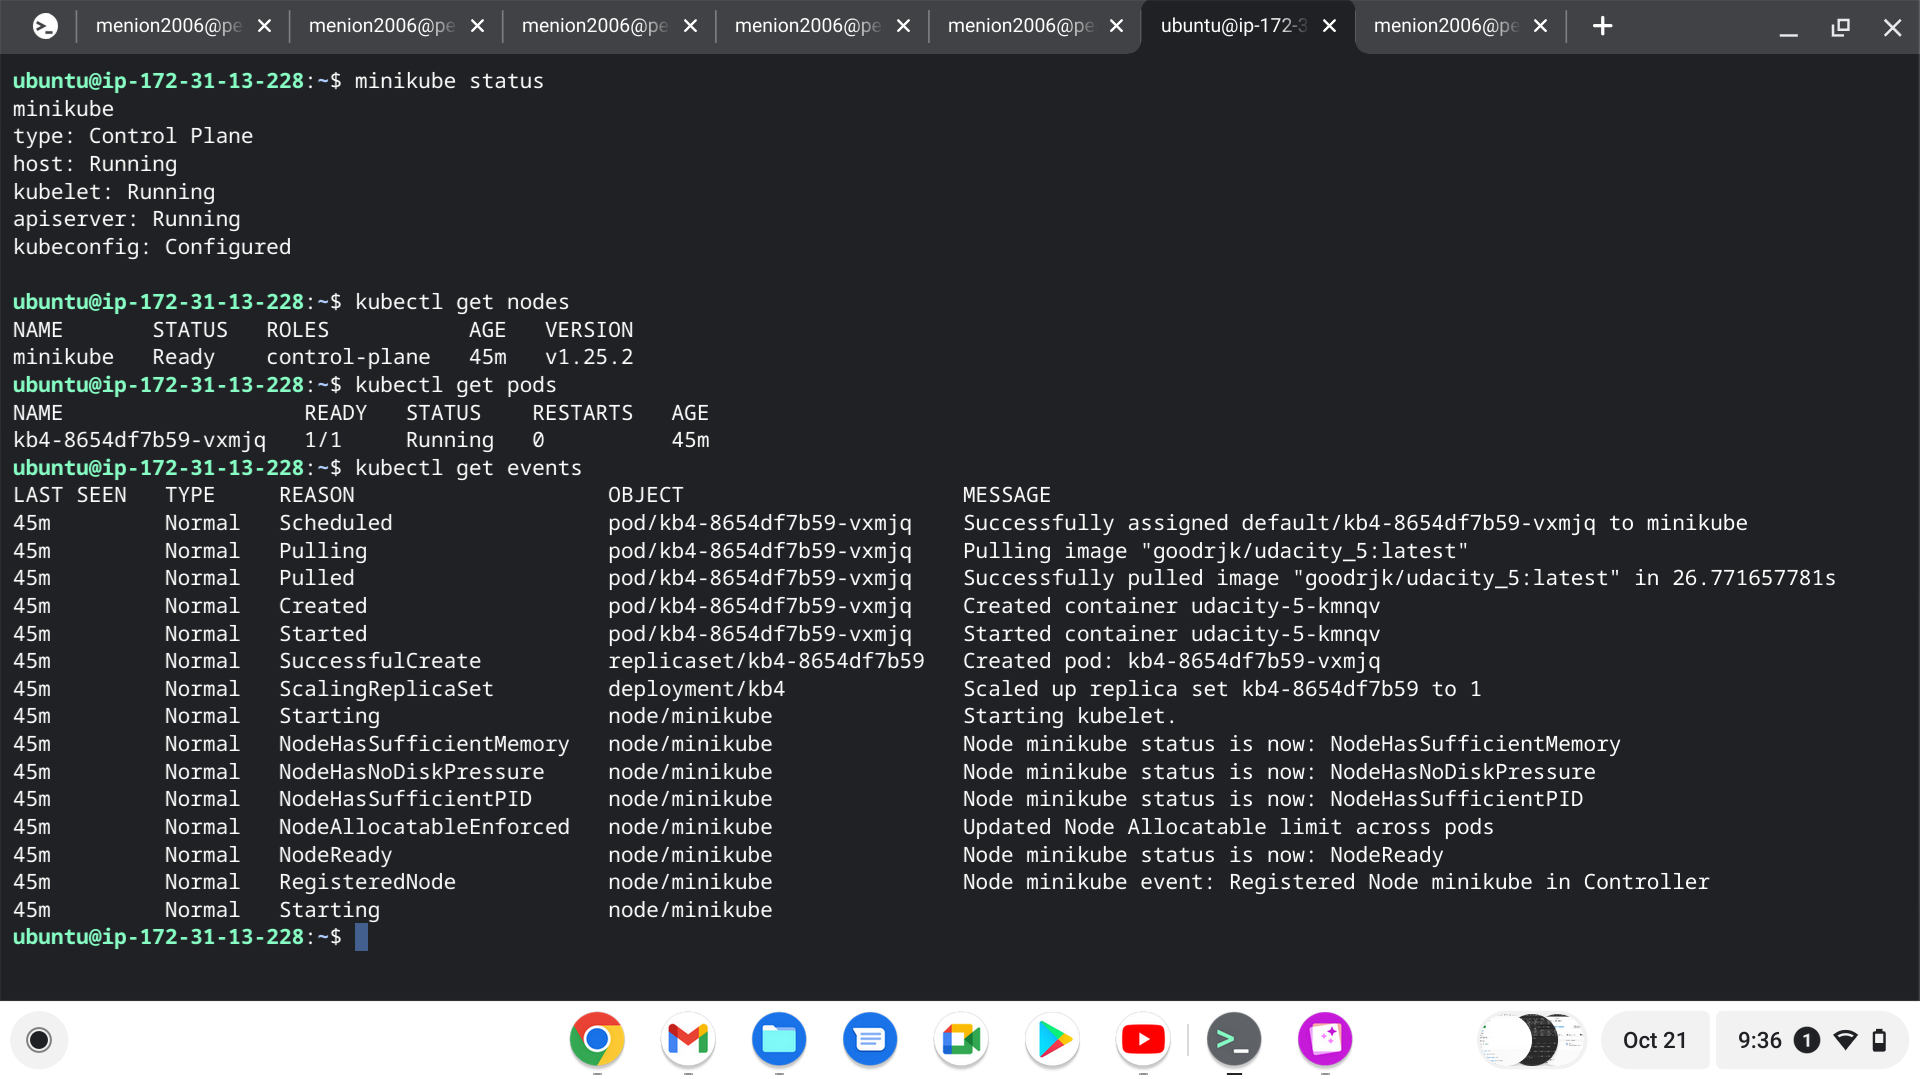 menion2006@pe menion2006@pe menion2006@pe menion2006@pe menion2006@pe ubuntu@ip-172-3 menion2006@pe
ubuntu@ip-172-31-13-228:~$ minikube status
minikube
type: Control Plane
host: Running
kubelet: Running
apiserver: Running
kubeconfig: Configured
ubuntu@ip-172-31-13-228:~$ kubectl get nodes
NAME STATUS ROLES AGE VERSION
minikube Ready control-plane 45m v1.25.2
ubuntu@ip-172-31-13-228:~$ kubectl get pods
NAME READY STATUS RESTARTS AGE
kb4-8654df7b59-vxmjq 1/1 Running 0 45m
ubuntu@ip-172-31-13-228:~$ kubectl get events
LAST SEEN TYPE REASON OBJECT MESSAGE
45m Normal Scheduled pod/kb4-8654df7b59-vxmjq Successfully assigned default/kb4-8654df7b59-vxmjq to minikube
45m Normal Pulling pod/kb4-8654df7b59-vxmjq Pulling image "goodrjk/udacity_5:latest"
45m Normal Pulled pod/kb4-8654df7b59-vxmjq Successfully pulled image "goodrjk/udacity_5:latest" in 26.771657781s
45m Normal Created pod/kb4-8654df7b59-vxmjq Created container udacity-5-kmnqv
45m Normal Started pod/kb4-8654df7b59-vxmjq Started container udacity-5-kmnqv
45m Normal SuccessfulCreate replicaset/kb4-8654df7b59 Created pod: kb4-8654df7b59-vxmjq
45m Normal ScalingReplicaSet deployment/kb4 Scaled up replica set kb4-8654df7b59 to 1
45m Normal Starting node/minikube Starting kubelet.
45m Normal NodeHasSufficientMemory node/minikube Node minikube status is now: NodeHasSufficientMemory
45m Normal NodeHasNoDiskPressure node/minikube Node minikube status is now: NodeHasNoDiskPressure
45m Normal NodeHasSufficientPID node/minikube Node minikube status is now: NodeHasSufficientPID
45m Normal NodeAllocatableEnforced node/minikube Updated Node Allocatable limit across pods
45m Normal NodeReady node/minikube Node minikube status is now: NodeReady
45m Normal RegisteredNode node/minikube Node minikube event: Registered Node minikube in Controller
45m Normal Starting node/minikube
ubuntu@ip-172-31-13-228:~$
Oct 21 9:36 1